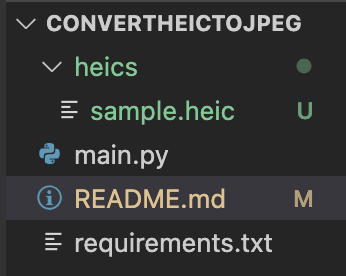 CONVERTHEICTOJPEG
heics
sample.heic U
main.py
README.md M
requirements.txt